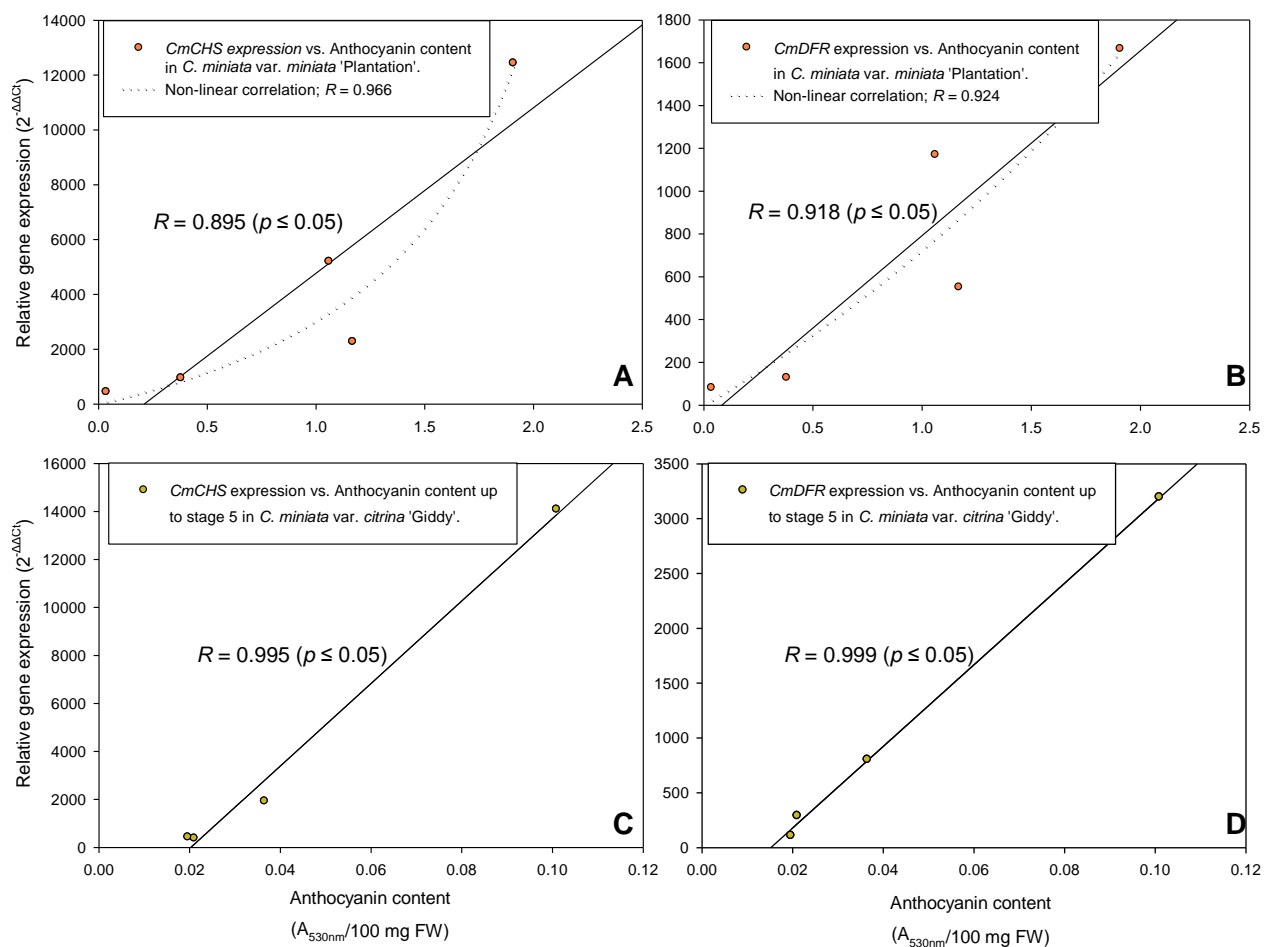 14000
12000
10000
8000
6000
4000
2000
0
Relative gene expression (2^-ΔΔCt)
CmCHS expression vs. Anthocyanin content
in C. miniata var. miniata 'Plantation'.
Non-linear correlation; R = 0.966
R = 0.895 (p ≤ 0.05)
A
0.0 0.5 1.0 1.5 2.0 2.5
1800
1600
1400
1200
1000
800
600
400
200
0
CmDFR expression vs. Anthocyanin content
in C. miniata var. miniata 'Plantation'.
Non-linear correlation; R = 0.924
R = 0.918 (p ≤ 0.05)
B
0.0 0.5 1.0 1.5 2.0 2.5
16000
14000
12000
10000
8000
6000
4000
2000
0
Relative gene expression (2^-ΔΔCt)
CmCHS expression vs. Anthocyanin content up
to stage 5 in C. miniata var. citrina 'Giddy'.
R = 0.995 (p ≤ 0.05)
C
0.00 0.02 0.04 0.06 0.08 0.10 0.12
Anthocyanin content
(A530nm/100 mg FW)
3500
3000
2500
2000
1500
1000
500
0
CmDFR expression vs. Anthocyanin content up
to stage 5 in C. miniata var. citrina 'Giddy'.
R = 0.999 (p ≤ 0.05)
D
0.00 0.02 0.04 0.06 0.08 0.10 0.12
Anthocyanin content
(A530nm/100 mg FW)